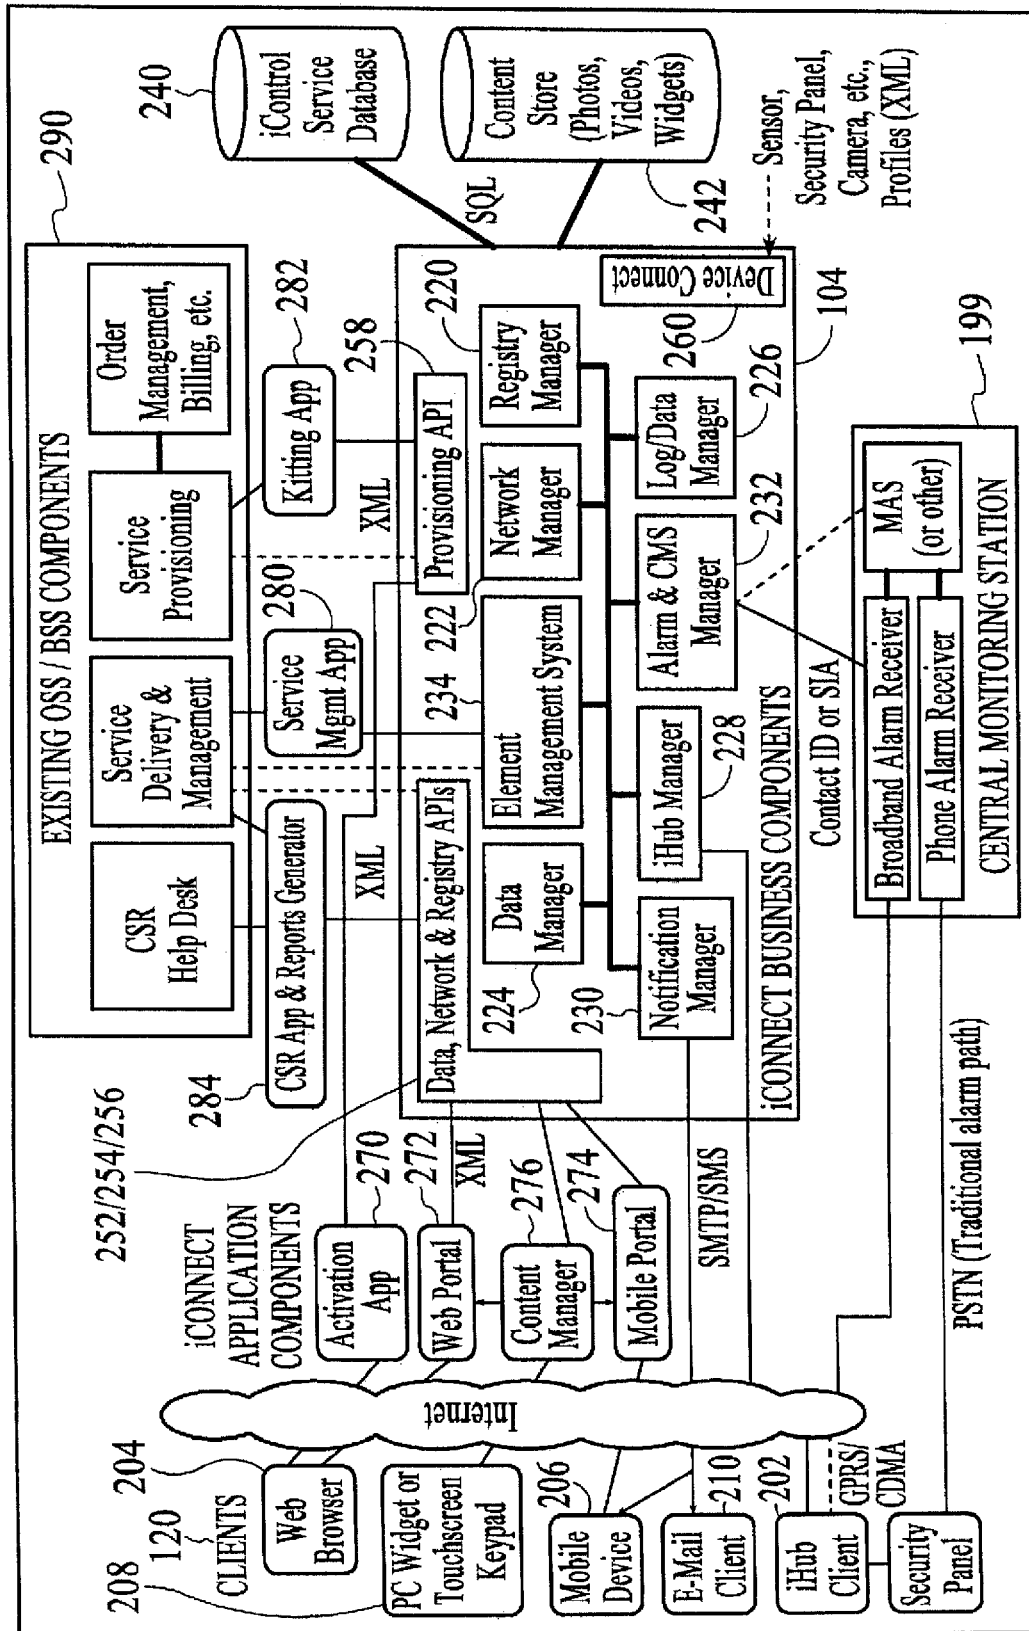 120
CLIENTS
204
Web
Browser
208
PC Widget or
Touchscreen
Keypad
206
Mobile
Device
210
E-Mail
Client
202
iHub
Client
GPRS/
CDMA
Security
Panel
Internet
iCONNECT
APPLICATION
COMPONENTS
270
Activation
App
272
Web Portal
XML
276
Content
Manager
274
Mobile Portal
SMTP/SMS
PSTN (Traditional alarm path)
252/254/256
284
CSR App & Reports Generator
XML
280
Service
Mgmt App
XML
282
Kitting App
EXISTING OSS / BSS COMPONENTS
290
CSR
Help Desk
Service
Delivery &
Management
Service
Provisioning
Order
Management,
Billing, etc.
Data, Network & Registry APIs
258
Provisioning API
224
Data
Manager
234
Element
Management System
222
Network
Manager
220
Registry
Manager
230
Notification
Manager
228
iHub Manager
232
Alarm & CMS
Manager
226
Log/Data
Manager
260
Device Connect
iCONNECT BUSINESS COMPONENTS
104
240
iControl
Service
Database
SQL
242
Content
Store
(Photos,
Videos,
Widgets)
Sensor,
Security Panel,
Camera, etc.,
Profiles (XML)
Contact ID or SIA
199
Broadband Alarm Receiver
Phone Alarm Receiver
MAS
(or other)
CENTRAL MONITORING STATION